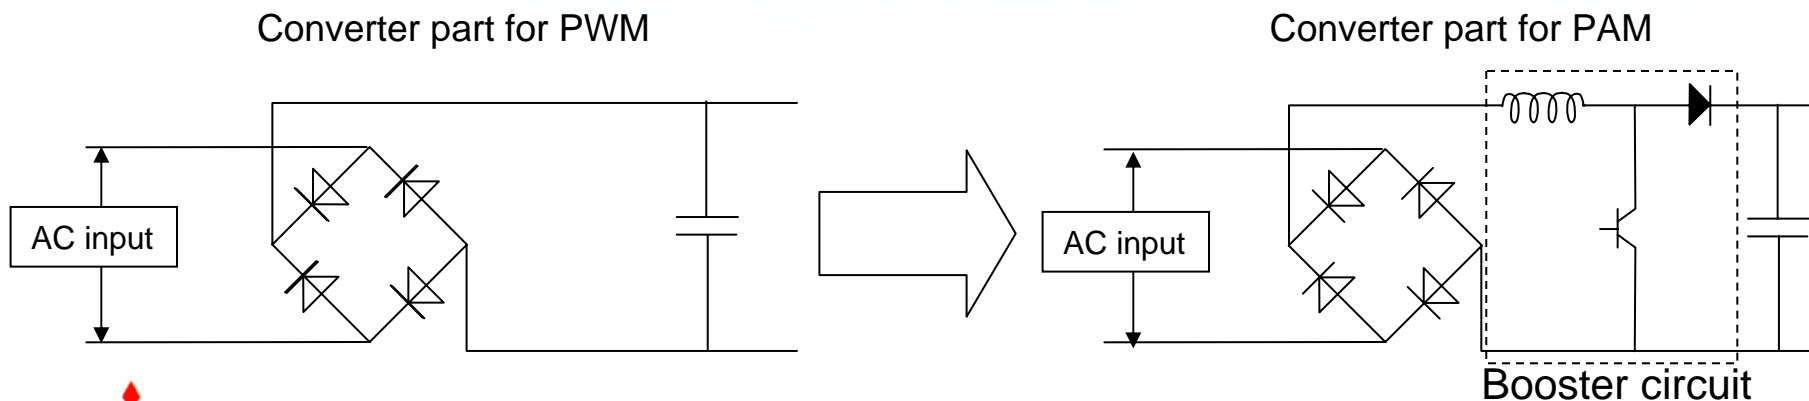 Converter part for PWM
Converter part for PAM
AC input
AC input
Booster circuit